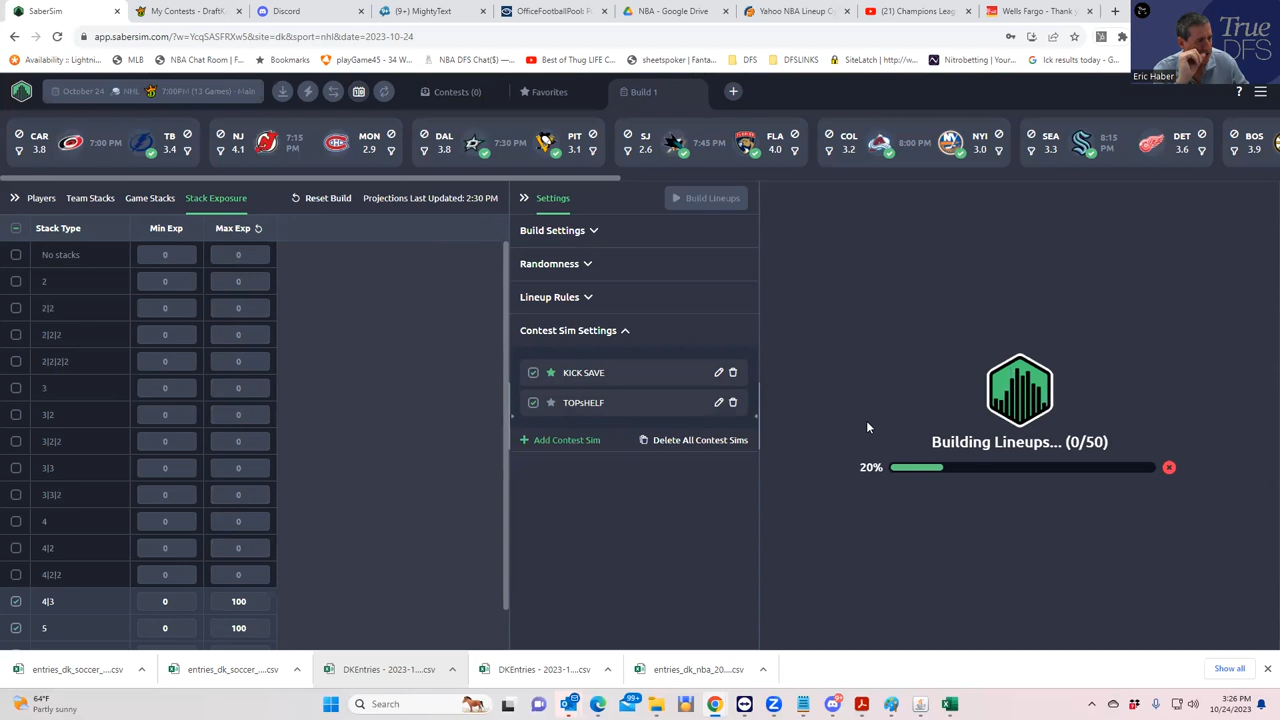 SaberSim
My Contests - DraftK
Discord
(9+) MightyText
OfficeFootballPool: P
NBA - Google Drive
Yahoo NBA Lineup O
(21) Champions Leag
Wells Fargo - Thank y
app.sabersim.com/?w=YcqSASFRXw5&site=dk&sport=nhl&date=2023-10-24
Availability :: Lightnin...
MLB
NBA Chat Room | F
Bookmarks
playGame45 - 34 W
NBA DFS Chat($)---...
Best of Thug LIFE C...
sheetspoker | Fanta...
DFS
DFSLINKS
SiteLatch | http://w...
Nitrobetting | You r...
Ick results today - G...
True DFS
Eric Haber
October 24
NHL
7:00PM (13 Games) - Main
Contests (0)
Favorites
Build 1
?
CAR 3.8 7:00 PM TB 3.4
NJ 4.1 7:15 PM MON 2.9
DAL 3.8 7:30 PM PIT 3.1
SJ 2.6 7:45 PM FLA 4.0
COL 3.2 8:00 PM NYI 3.0
SEA 3.3 8:15 PM DET 3.6
BOS 3.9
Players Team Stacks Game Stacks Stack Exposure
Reset Build
Projections Last Updated: 2:30 PM
Settings
Build Lineups
Stack Type Min Exp Max Exp
No stacks 0 0
2 0 0
2|2 0 0
2|2|2 0 0
2|2|2|2 0 0
3 0 0
3|2 0 0
3|2|2 0 0
3|3 0 0
3|3|2 0 0
4 0 0
4|2 0 0
4|2|2 0 0
4|3 0 100
5 0 100
Build Settings
Randomness
Lineup Rules
Contest Sim Settings
KICK SAVE
TOPsHELF
Add Contest Sim
Delete All Contest Sims
Building Lineups... (0/50)
20%
entries_dk_soccer_....csv
entries_dk_soccer_....csv
DKEntries - 2023-1....csv
DKEntries - 2023-1....csv
entries_dk_nba_20....csv
Show all
64°F
Partly sunny
Search
99+
9+
3:26 PM
10/24/2023